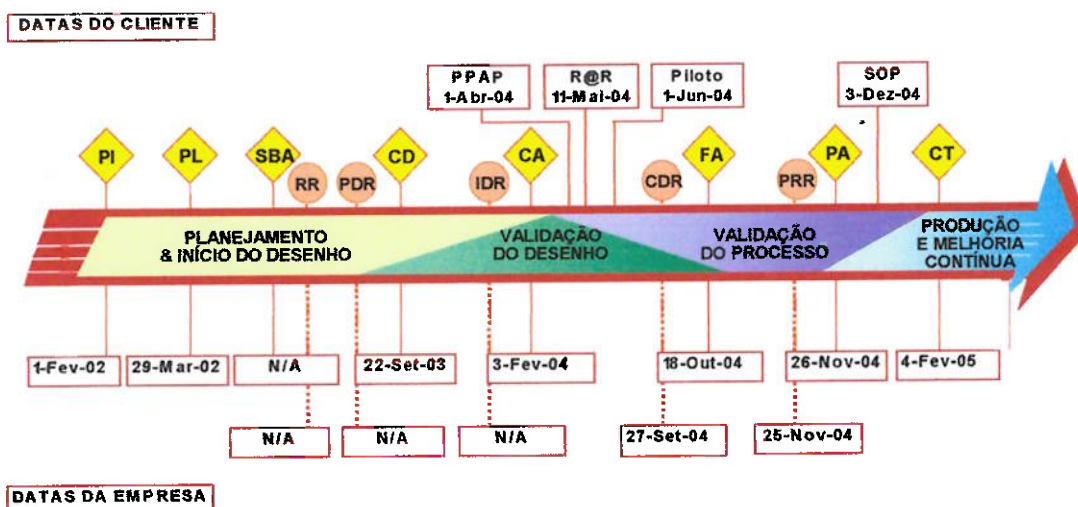 DATAS DO CLIENTE
PPAP
1-Abr-04
R@R
11-Mai-04
Piloto
1-Jun-04
SOP
3-Dez-04
PI
PL
SBA
RR
PDR
CD
IDR
CA
CDR
FA
PRR
PA
CT
PLANEJAMENTO
& INÍCIO DO DESENHO
VALIDAÇÃO
DO DESENHO
VALIDAÇÃO
DO PROCESSO
PRODUÇÃO
E MELHÓRIA
CONTÍNUA
1-Fev-02
29-Mar-02
N/A
22-Set-03
3-Fev-04
18-Out-04
26-Nov-04
4-Fev-05
N/A
N/A
N/A
27-Set-04
25-Nov-04
DATAS DA EMPRESA